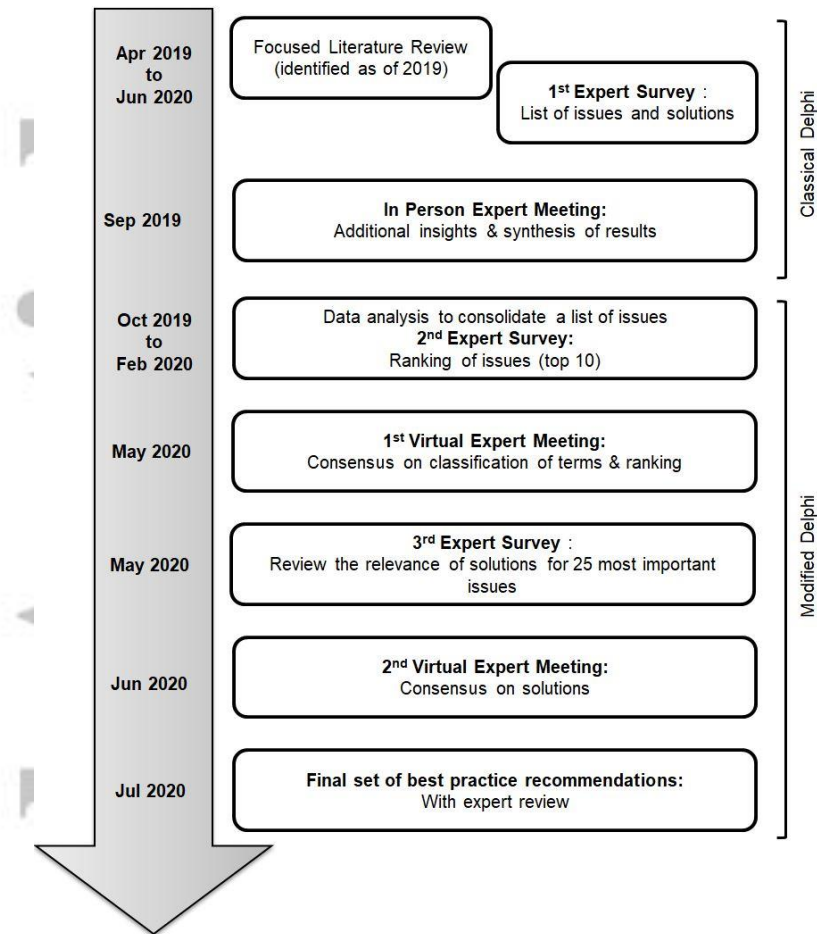 Apr 2019
to
Jun 2020
Focused Literature Review
(identified as of 2019)
1st Expert Survey :
List of issues and solutions
Classical Delphi
Sep 2019
In Person Expert Meeting:
Additional insights & synthesis of results
Oct 2019
to
Feb 2020
Data analysis to consolidate a list of issues
2nd Expert Survey:
Ranking of issues (top 10)
May 2020
1st Virtual Expert Meeting:
Consensus on classification of terms & ranking
May 2020
3rd Expert Survey :
Review the relevance of solutions for 25 most important
issues
Modified Delphi
Jun 2020
2nd Virtual Expert Meeting:
Consensus on solutions
Jul 2020
Final set of best practice recommendations:
With expert review